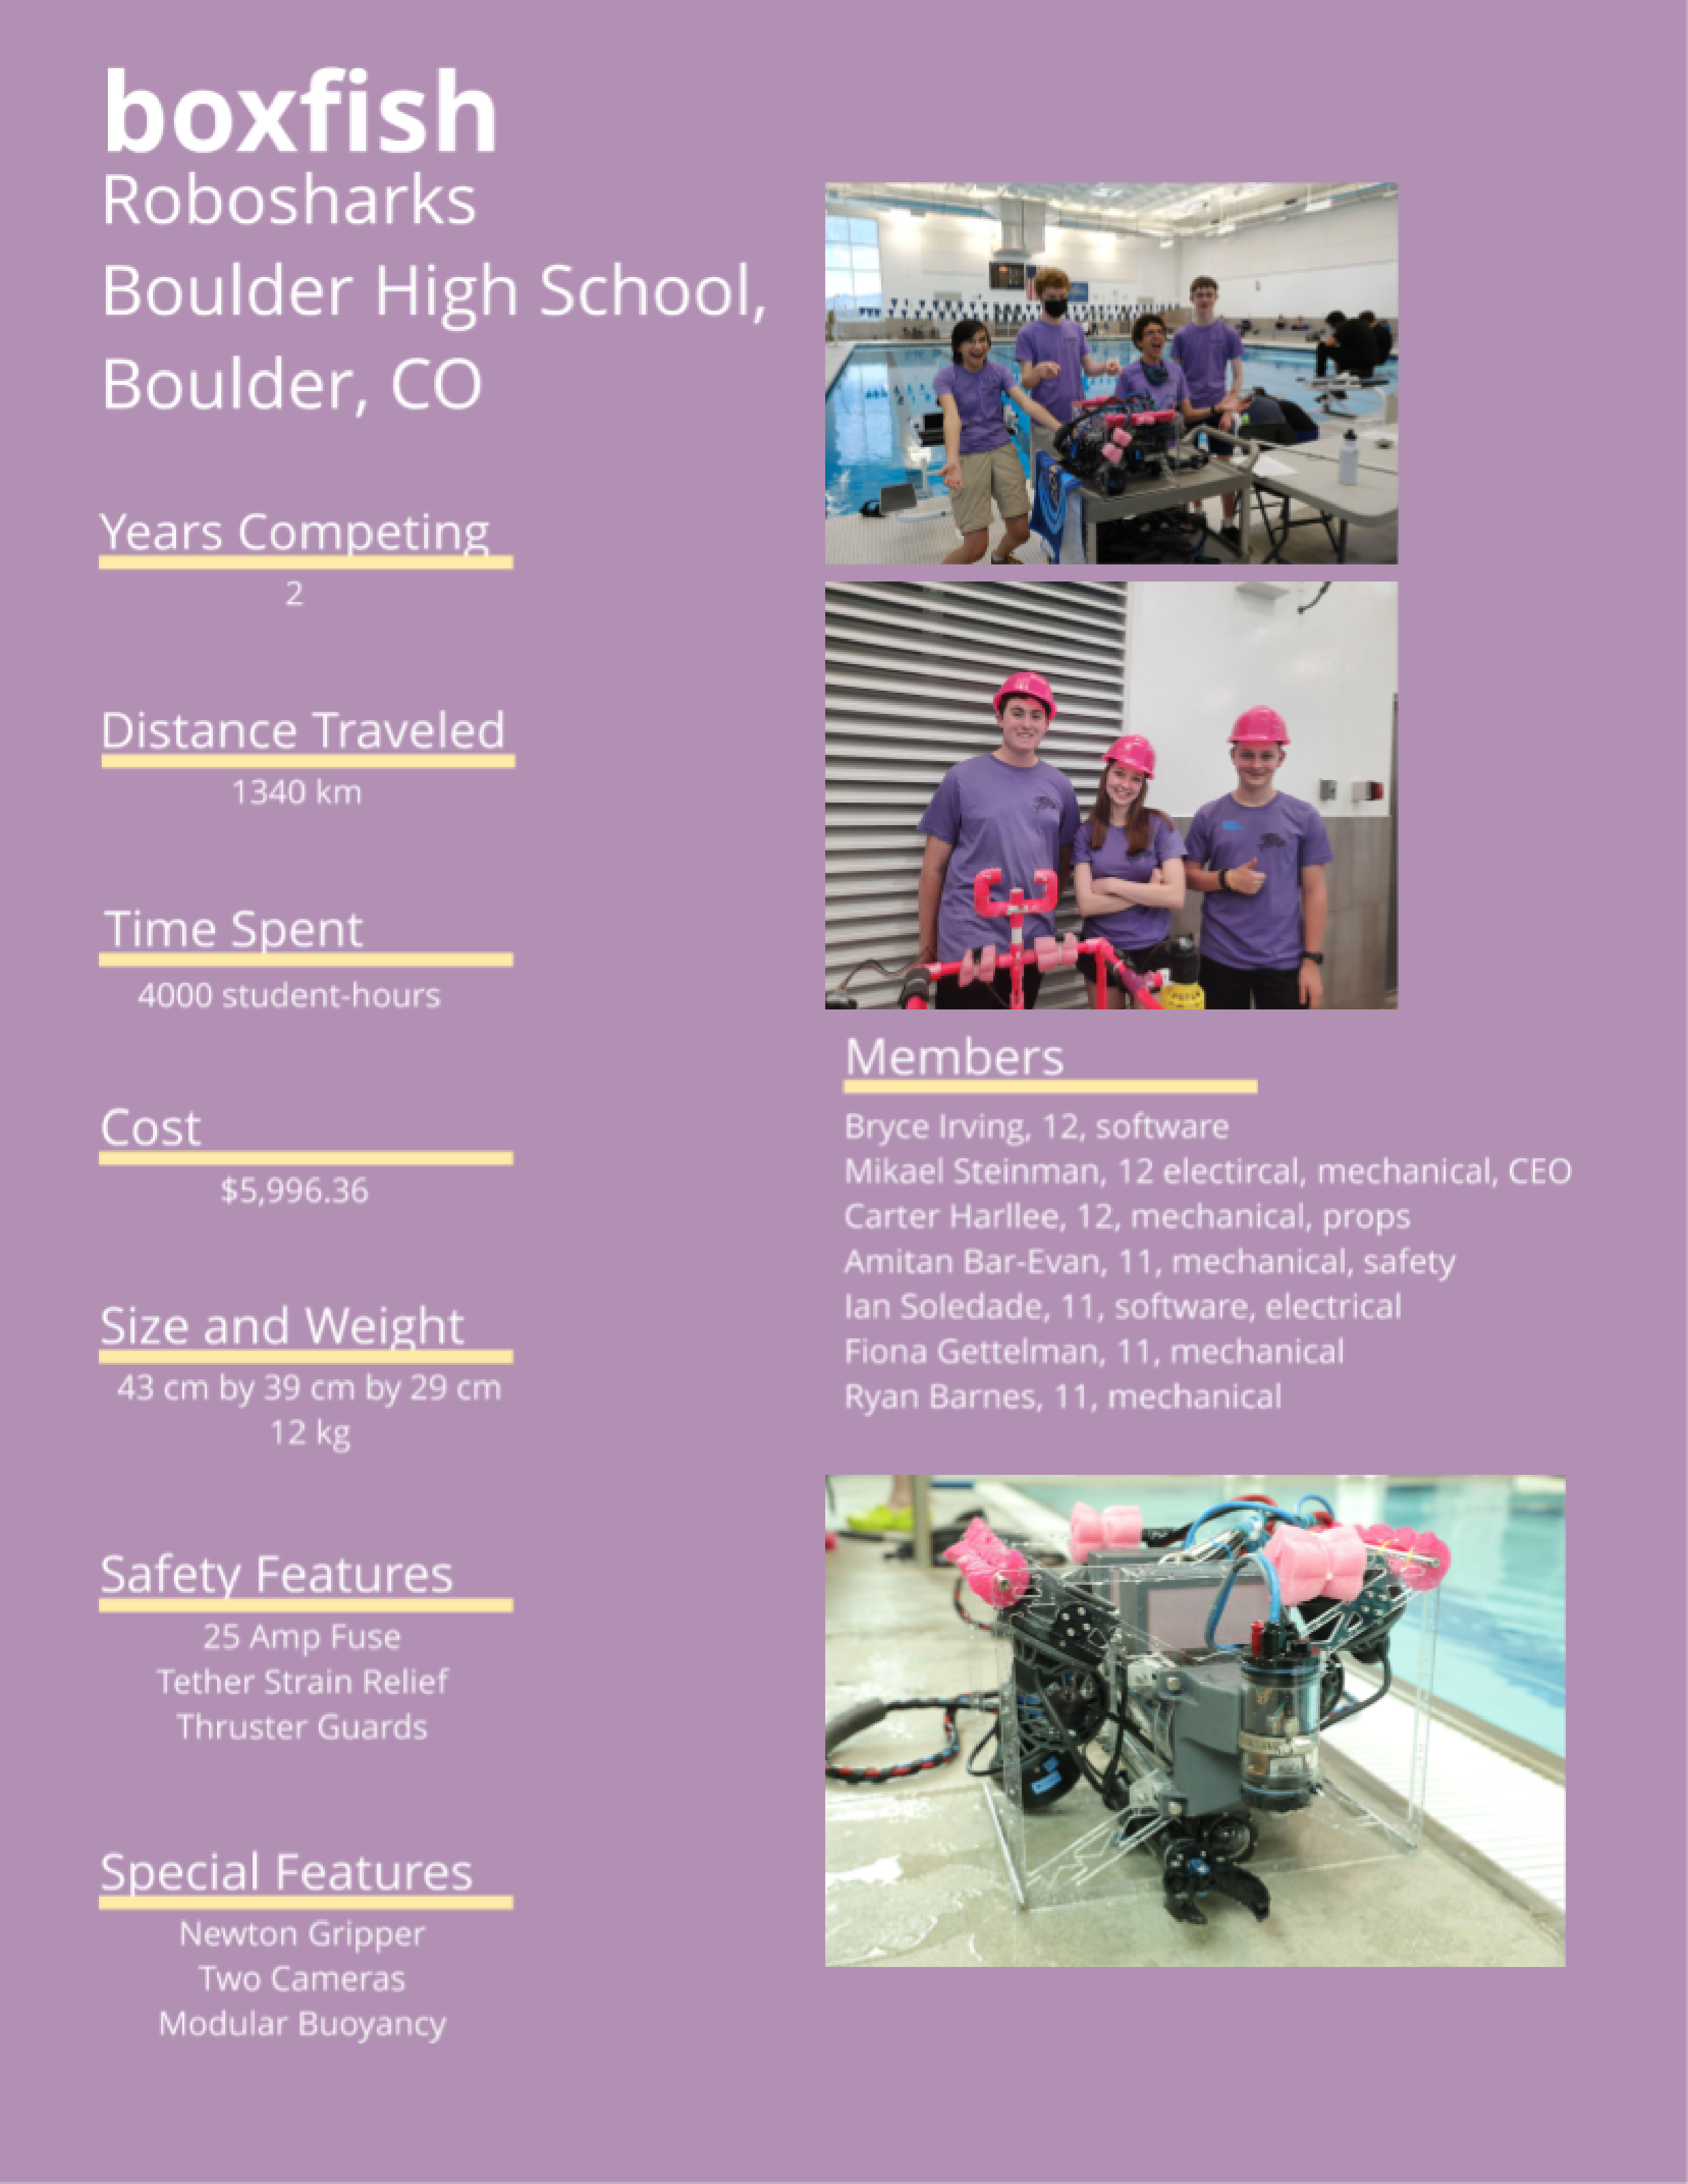 boxfish
Robosharks
Boulder High School,
Boulder, CO
Years Competing
2
Distance Traveled
1340 km
Time Spent
4000 student-hours
Cost
$5,996.36
Size and Weight
43 cm by 39 cm by 29 cm
12 kg
Safety Features
25 Amp Fuse
Tether Strain Relief
Thruster Guards
Special Features
Newton Gripper
Two Cameras
Modular Buoyancy
Members
Bryce Irving, 12, software
Mikael Steinman, 12 electircal, mechanical, CEO
Carter Harllee, 12, mechanical, props
Amitan Bar-Evan, 11, mechanical, safety
Ian Soledade, 11, software, electrical
Fiona Gettelman, 11, mechanical
Ryan Barnes, 11, mechanical